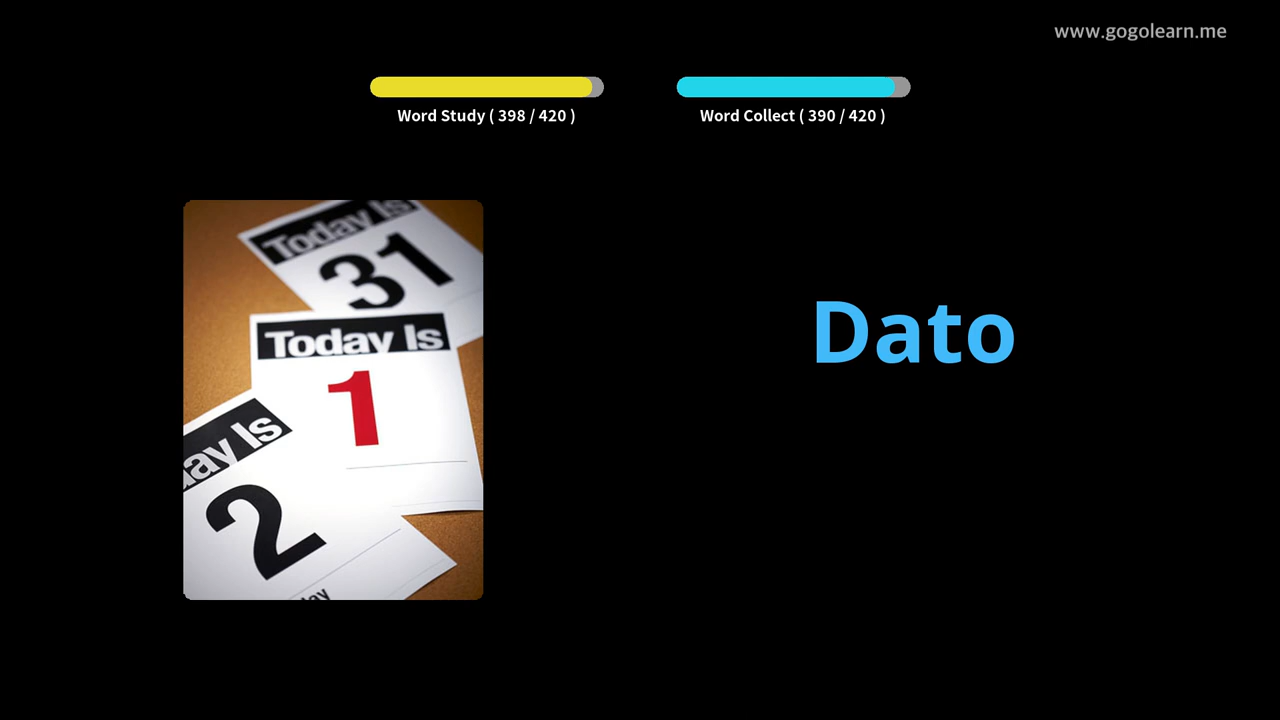 www.gogolearn.me
Word Study ( 398 / 420 )
Word Collect ( 390 / 420 )
Today Is
31
Today Is
1
ay Is
2
ay
Dato